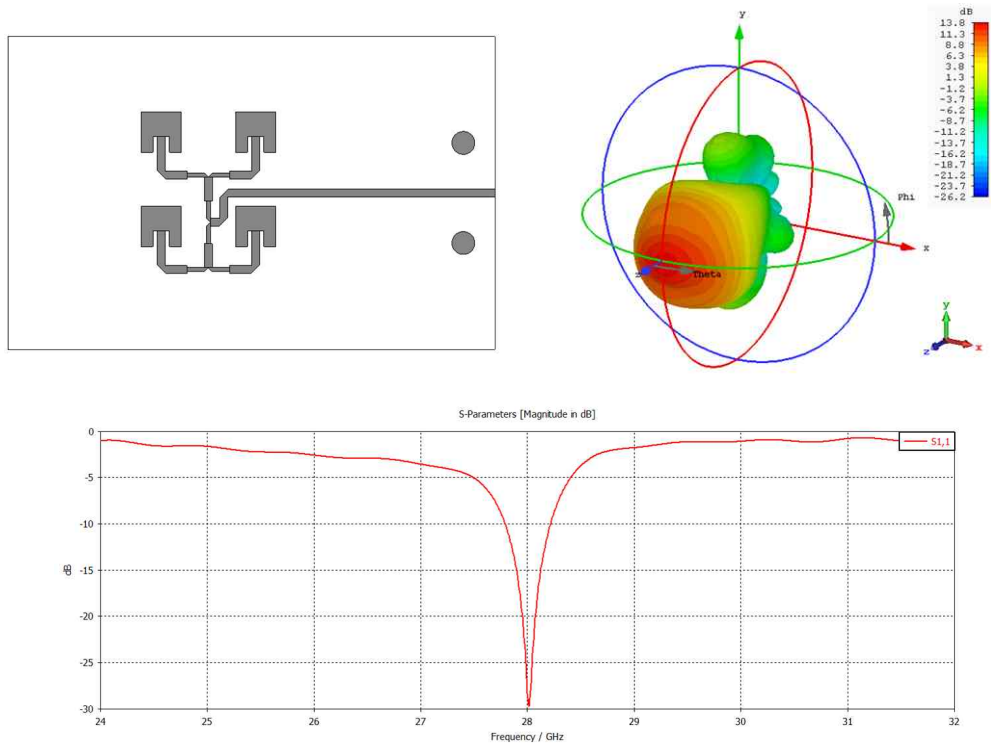 y
dB
13.8
11.3
8.8
6.3
3.8
1.3
-1.2
-3.7
-6.2
-8.7
-11.2
-13.7
-16.2
-18.7
-21.2
-23.7
-26.2
Phi
x
z
Theta
y
z
x
S-Parameters [Magnitude in dB]
S1,1
0
-5
-10
-15
-20
-25
-30
dB
24
25
26
27
28
29
30
31
32
Frequency / GHz